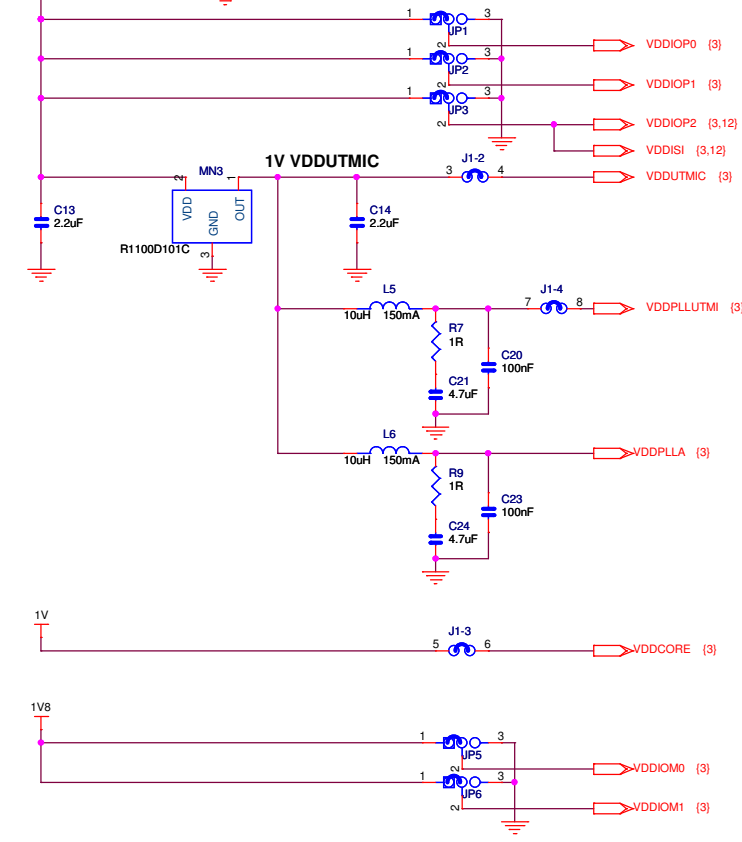 1 3
JP1
2
VDDIOP0 {3}
1 3
JP2
2
VDDIOP1 {3}
1 3
JP3
2
VDDIOP2 {3,12}
VDDISI {3,12}
1V VDDUTMIC
J1-2
3 4
VDDUTMIC {3}
MN3
2 1
VDD
GND
OUT
3
R1100D101C
C13
2.2uF
C14
2.2uF
L5
10uH 150mA
J1-4
7 8
VDDPLLUTMI {3}
R7
1R
C20
100nF
C21
4.7uF
L6
10uH 150mA
VDDPLLA {3}
R9
1R
C23
100nF
C24
4.7uF
1V
J1-3
5 6
VDDCORE {3}
1V8
1 3
JP5
2
VDDIOM0 {3}
1 3
JP6
2
VDDIOM1 {3}